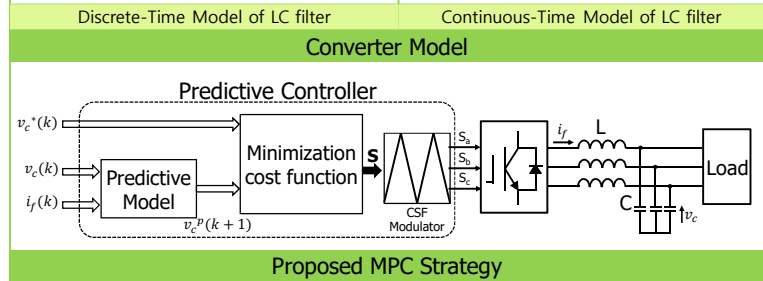 Discrete-Time Model of LC filter
Continuous-Time Model of LC filter
Converter Model
Predictive Controller
v_c^*(k)
v_c(k)
i_f(k)
Predictive
Model
v_c^p(k+1)
Minimization
cost function
S
CSF
Modulator
S_a
S_b
S_c
i_f
L
C
v_c
Load
Proposed MPC Strategy